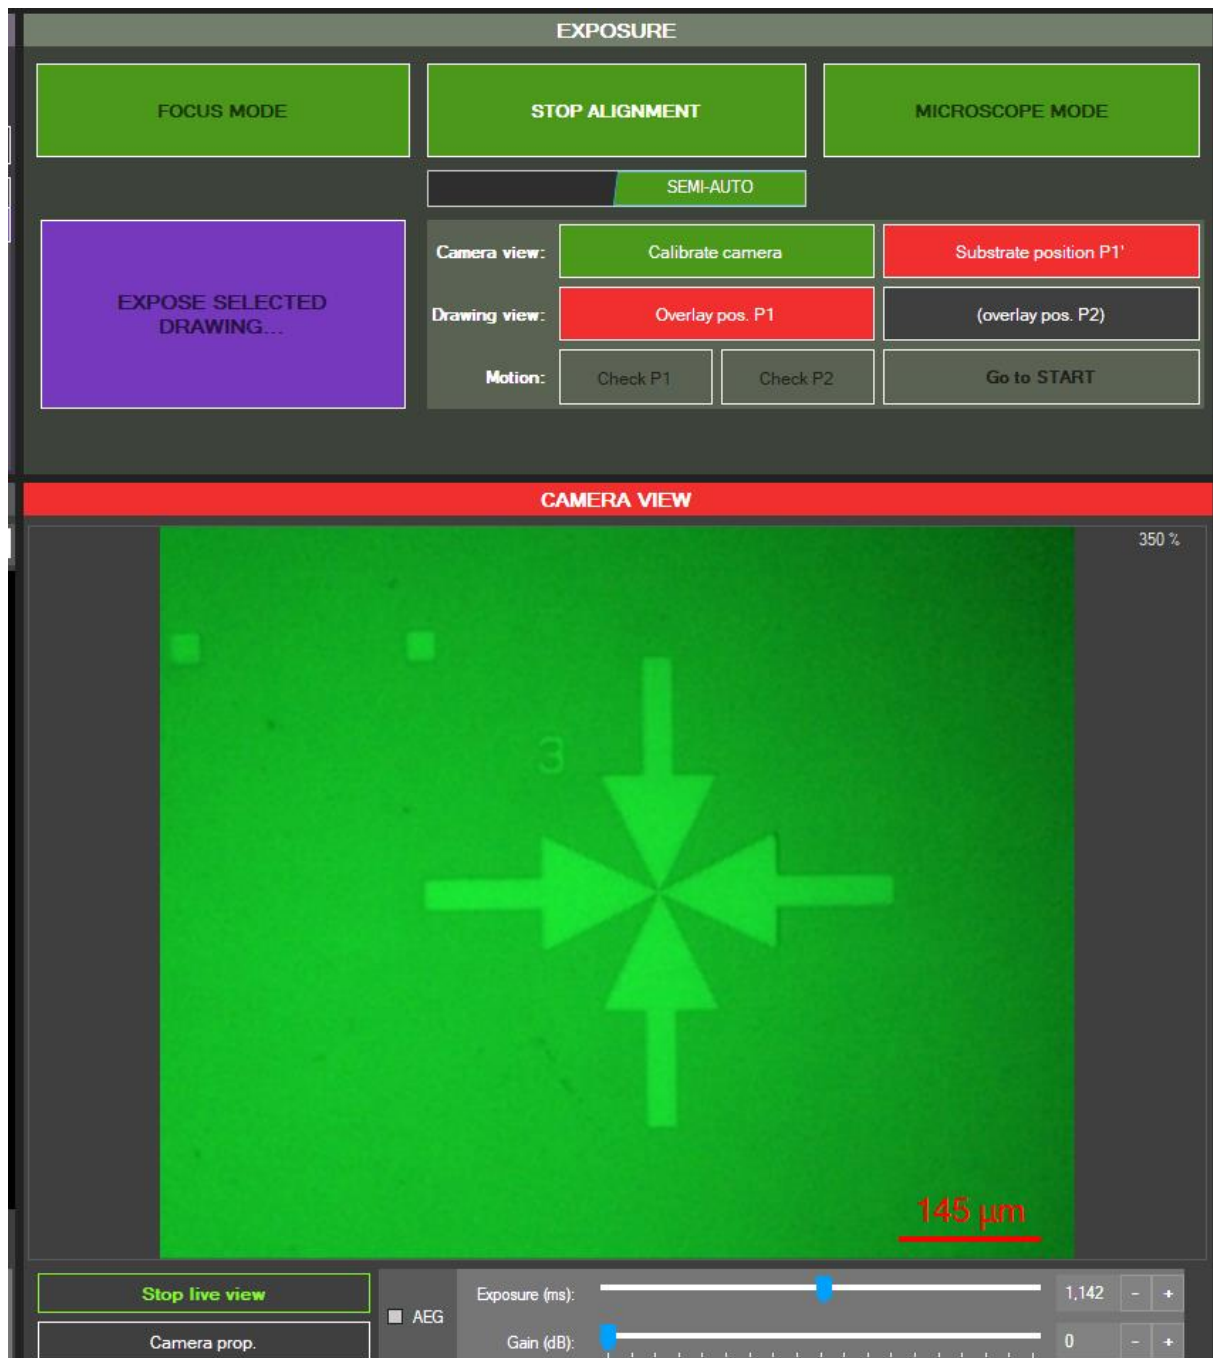 EXPOSURE
FOCUS MODE
STOP ALIGNMENT
MICROSCOPE MODE
SEMI-AUTO
EXPOSE SELECTED
DRAWING...
Camera view:
Calibrate camera
Substrate position P1'
Drawing view:
Overlay pos. P1
(overlay pos. P2)
Motion:
Check P1
Check P2
Go to START
CAMERA VIEW
350 %
3
145 µm
Stop live view
Camera prop.
AEG
Exposure (ms):
1,142
-
+
Gain (dB):
0
-
+